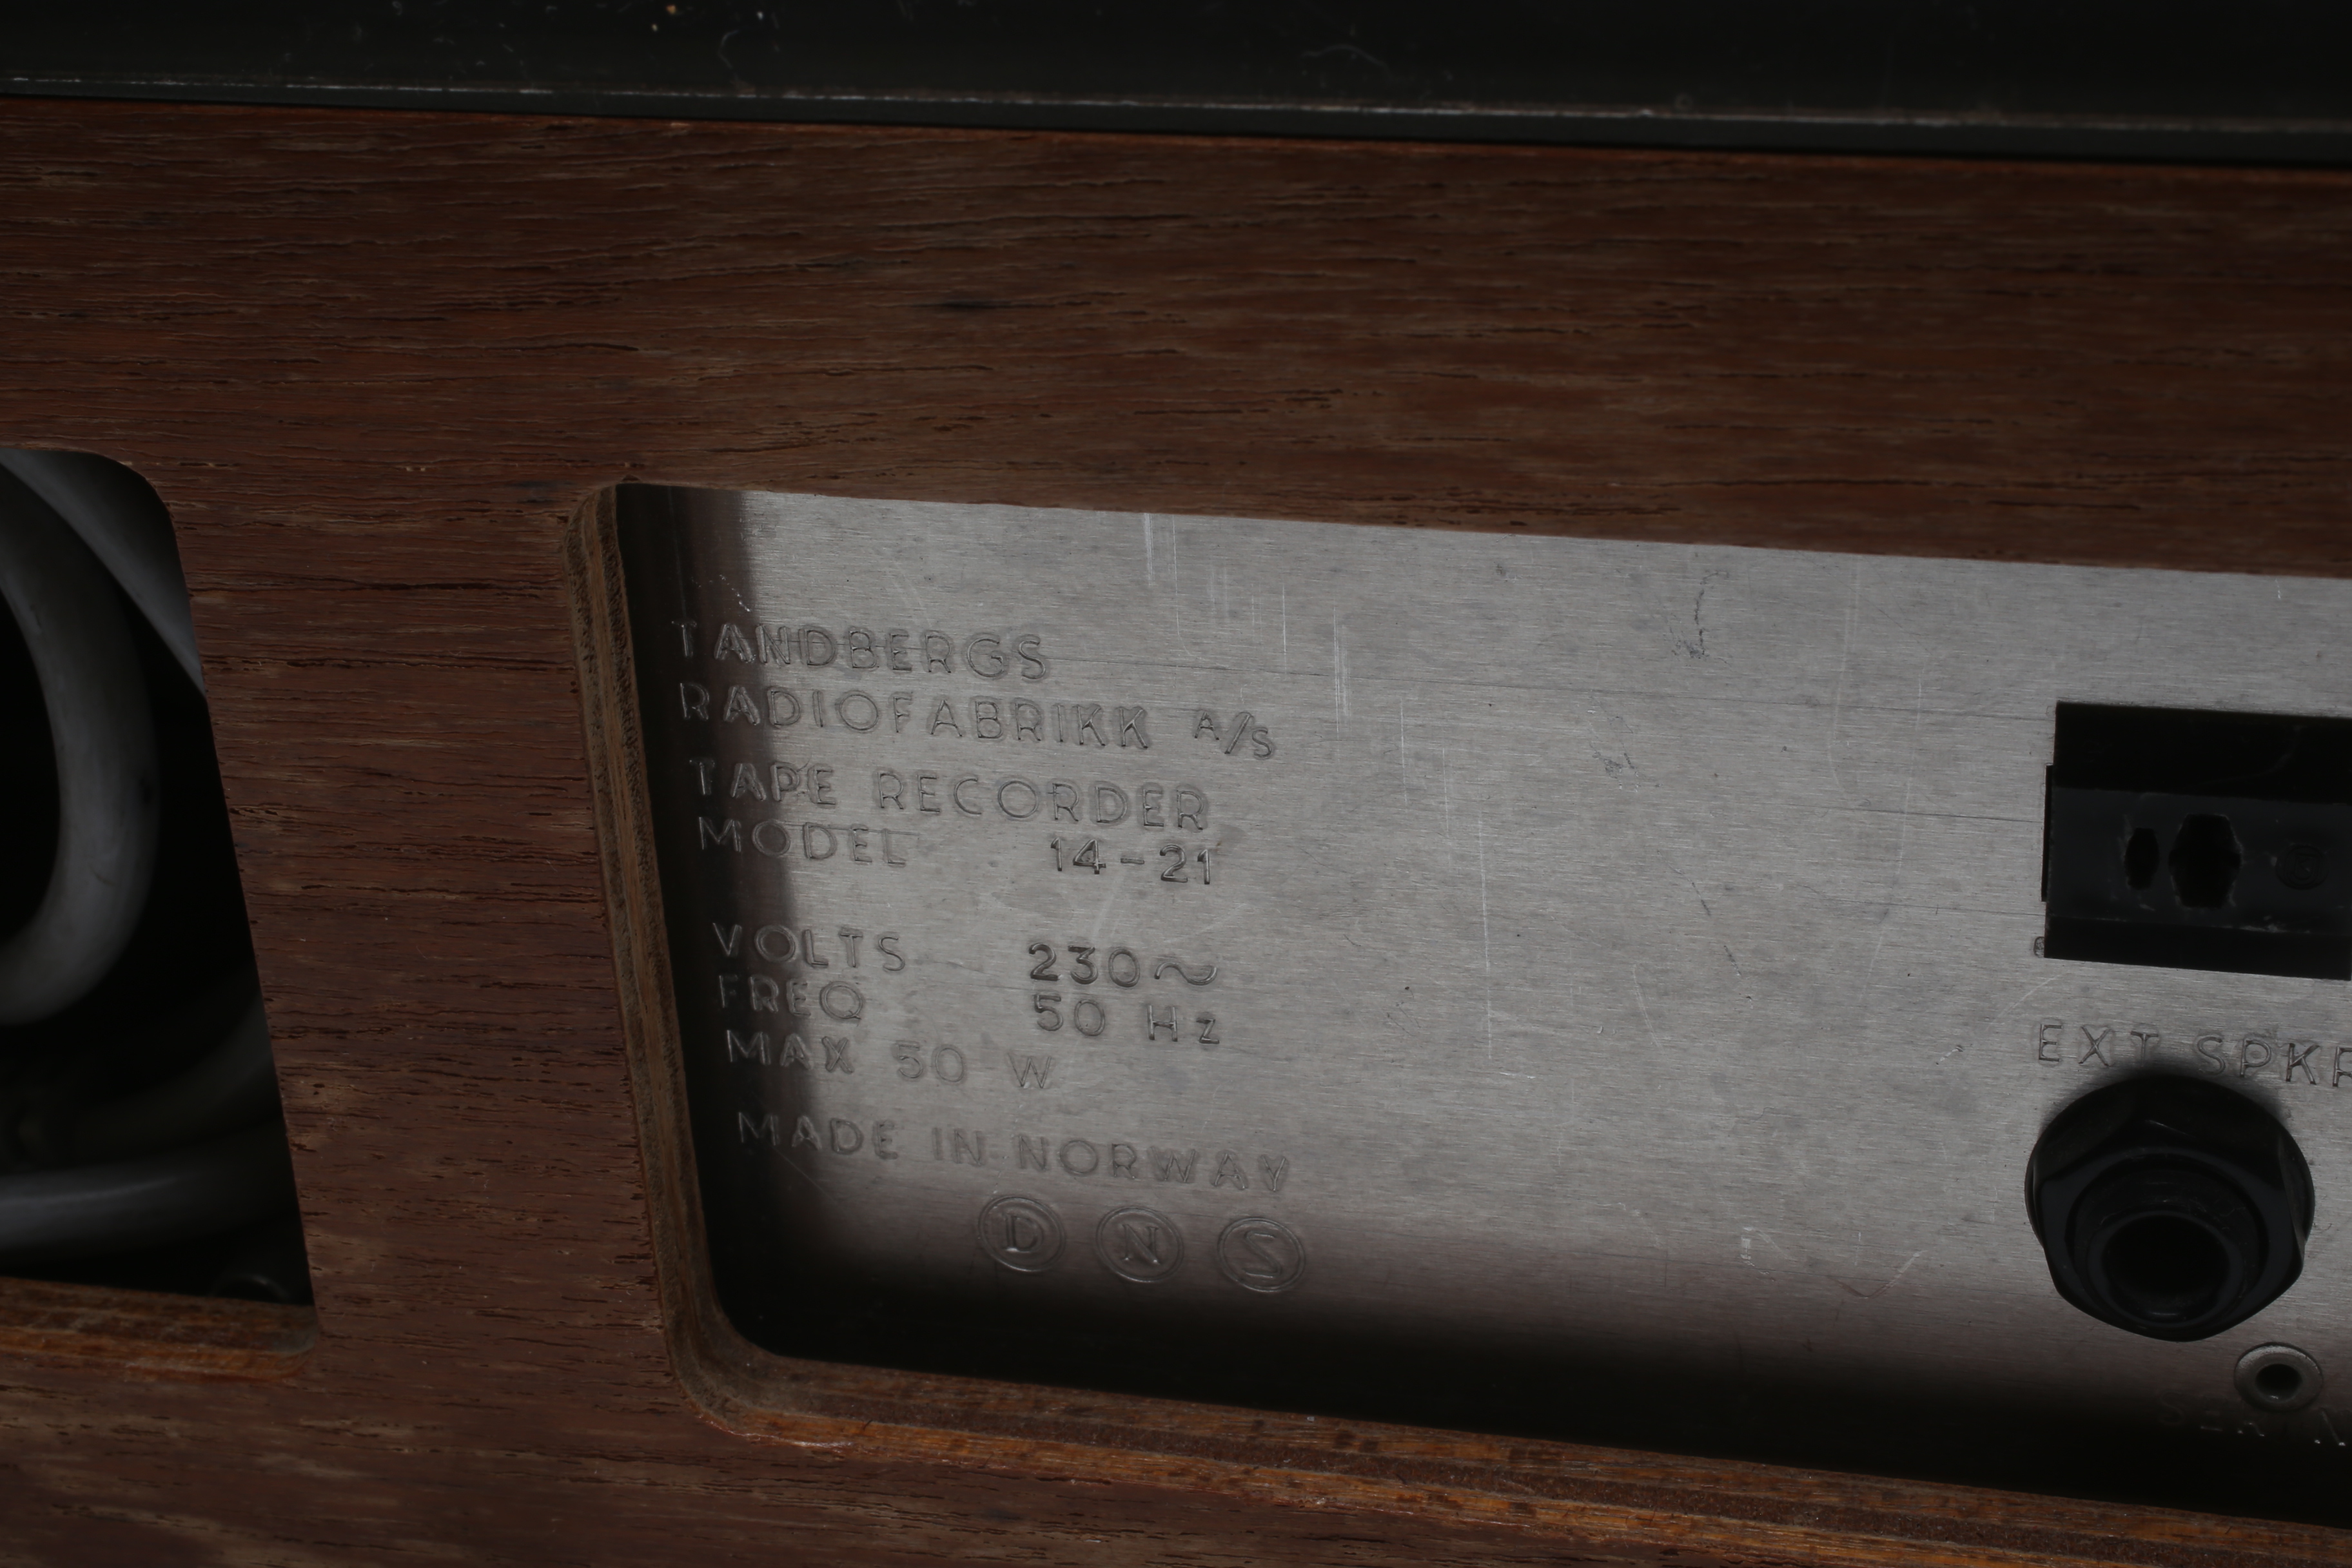 TANDBERGS
RADIOFABRIKK A/S
TAPE RECORDER
MODEL 14-21
VOLTS 230~
FREQ 50 Hz
MAX 50 W
MADE IN NORWAY
D N S
EXT SPKR